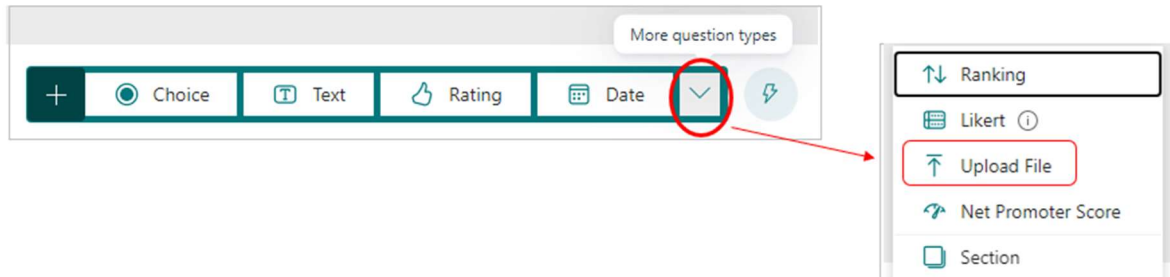 More question types
Choice
Text
Rating
Date
Ranking
Likert
Upload File
Net Promoter Score
Section